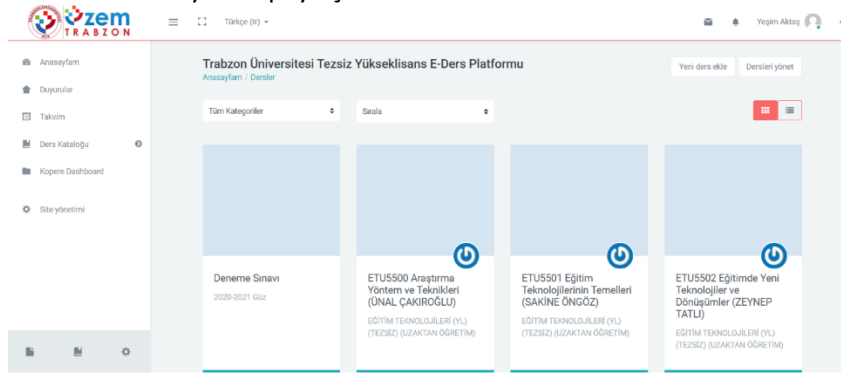 özem
TRABZON
Türkçe (tr)
Yeşim Aktaş
Anasayfam
Duyurular
Takvim
Ders Kataloğu
Kopere Dashboard
Site yönetimi
Trabzon Üniversitesi Tezsiz Yükseklisans E-Ders Platformu
Anasayfam / Dersler
Yeni ders ekle
Dersleri yönet
Tüm Kategoriler
Sırala
Deneme Sınavı
2020-2021 Güz
ETU5500 Araştırma
Yöntem ve Teknikleri
(ÜNAL ÇAKIROĞLU)
EĞİTİM TEKNOLOJİLERİ (YL)
(TEZSİZ) (UZAKTAN ÖĞRETİM)
ETU5501 Eğitim
Teknolojilerinin Temelleri
(SAKİNE ÖNGÖZ)
EĞİTİM TEKNOLOJİLERİ (YL)
(TEZSİZ) (UZAKTAN ÖĞRETİM)
ETU5502 Eğitimde Yeni
Teknolojiler ve
Dönüşümler (ZEYNEP
TATLI)
EĞİTİM TEKNOLOJİLERİ (YL)
(TEZSİZ) (UZAKTAN ÖĞRETİM)